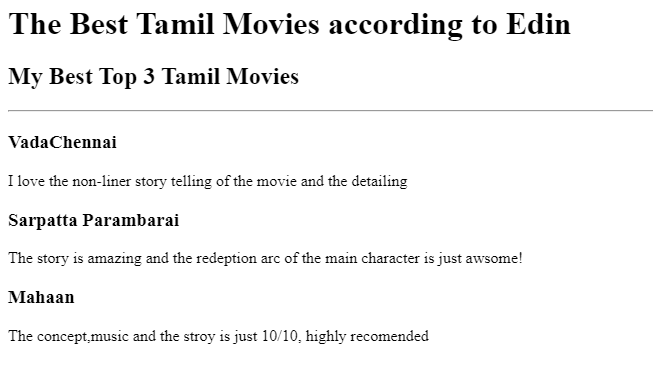 The Best Tamil Movies according to Edin
My Best Top 3 Tamil Movies
VadaChennai
I love the non-liner story telling of the movie and the detailing
Sarpatta Parambarai
The story is amazing and the redeption arc of the main character is just awsome!
Mahaan
The concept,music and the stroy is just 10/10, highly recomended